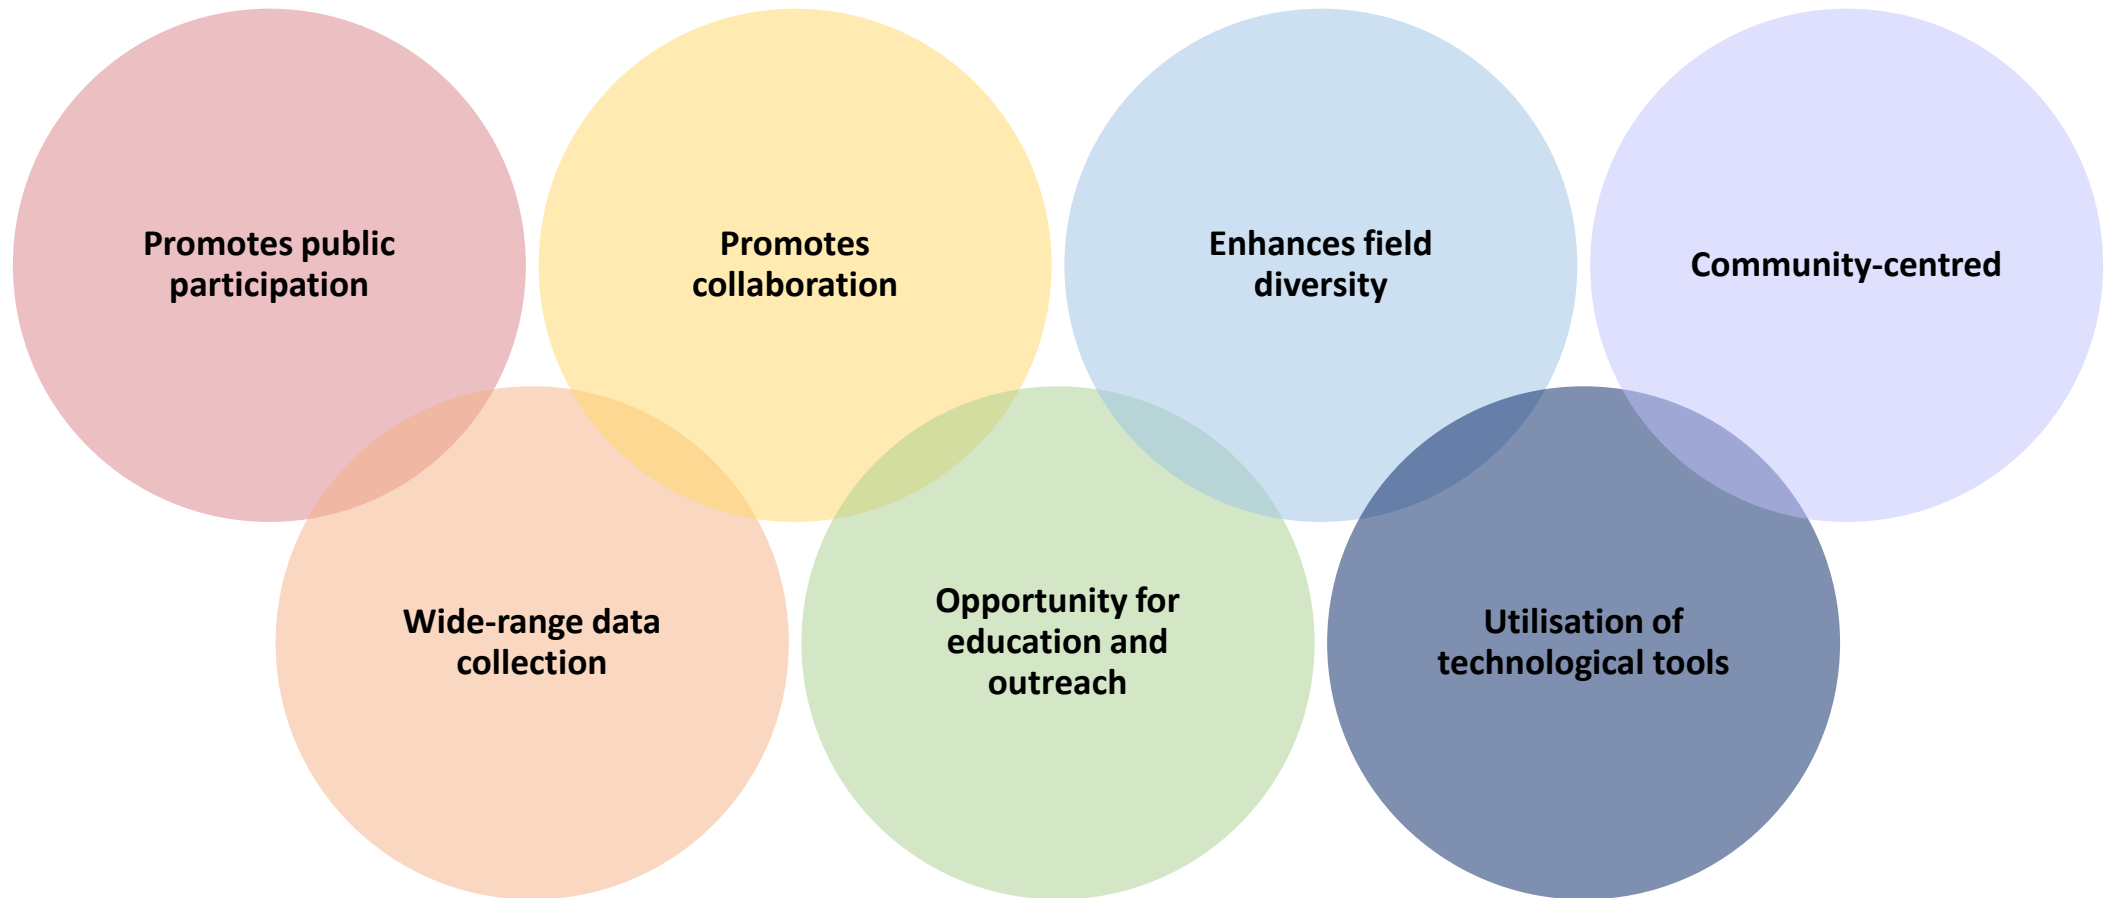 Promotes public
participation
Promotes
collaboration
Enhances field
diversity
Community-centred
Wide-range data
collection
Opportunity for
education and
outreach
Utilisation of
technological tools